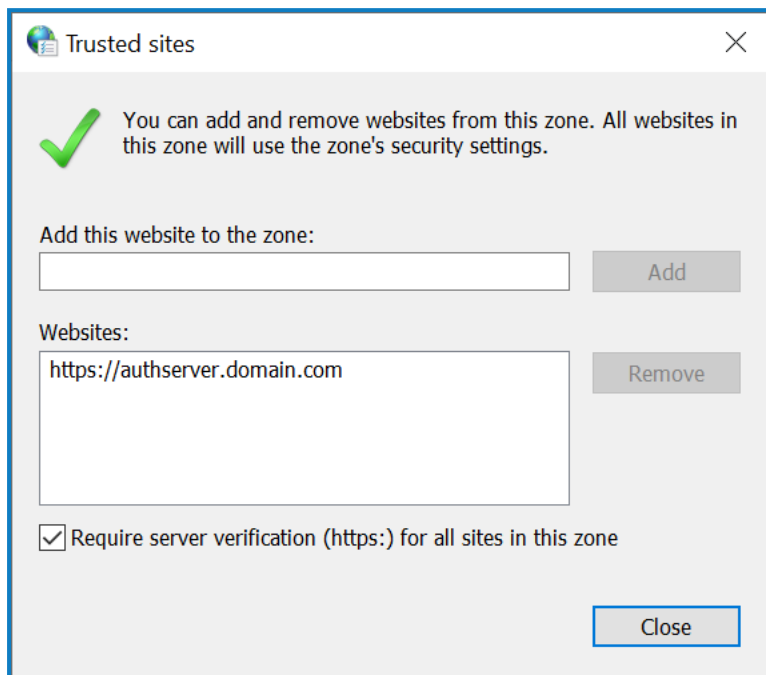 Trusted sites
You can add and remove websites from this zone. All websites in
this zone will use the zone's security settings.
Add this website to the zone:
Add
Websites:
https://authserver.domain.com
Remove
Require server verification (https:) for all sites in this zone
Close